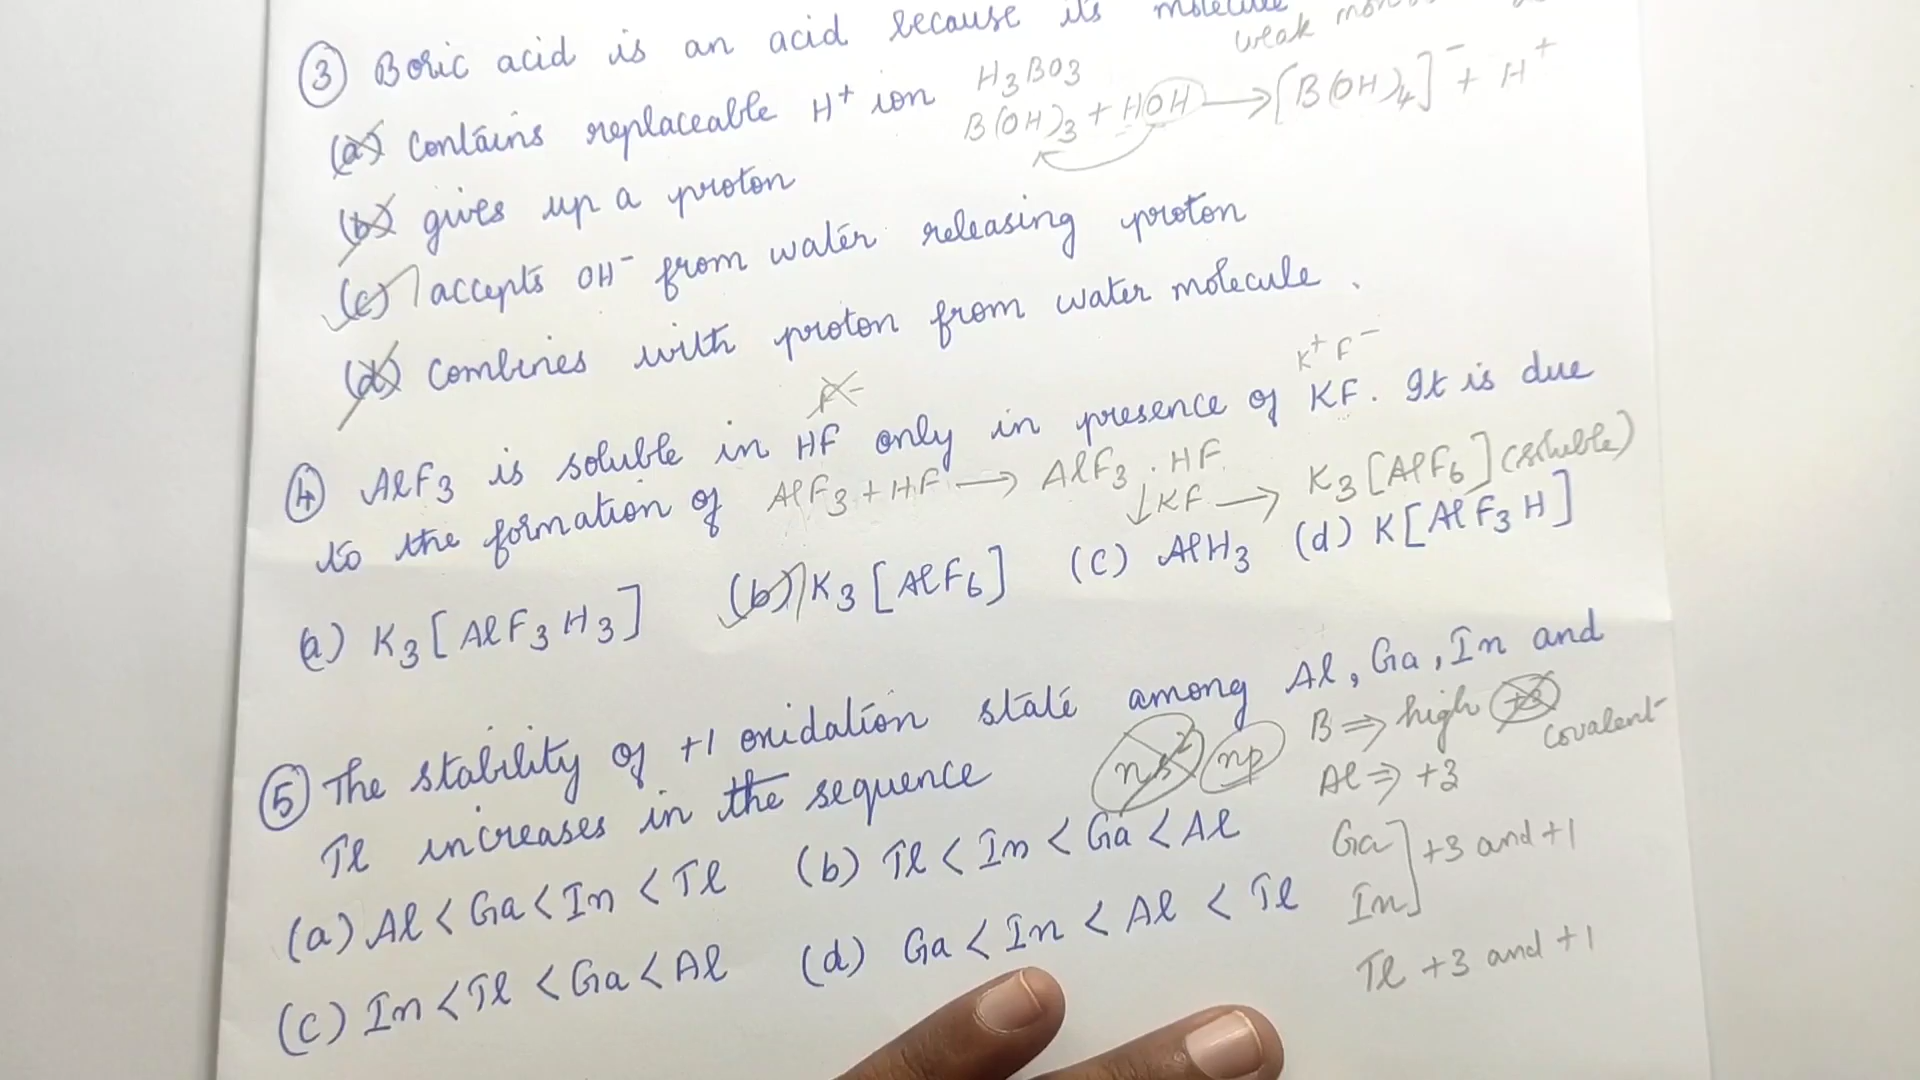 ③ Boric acid is an acid because its molecule
weak
(a) contains replaceable H⁺ ion H3BO3
B(OH)3 + HOH → [B(OH)4]⁻ + H⁺
(b) gives up a proton
(c) accepts OH⁻ from water releasing proton
(d) combines with proton from water molecule.
K⁺ F⁻
④ AlF3 is soluble in HF only in presence of KF. It is due
to the formation of AlF3 + HF → AlF3 . HF
↓KF → K3[AlF6] (soluble)
(a) K3[AlF3H3] (b) K3[AlF6] (c) AlH3 (d) K[AlF3H]
⑤ The stability of +1 oxidation state among Al, Ga, In and
Tl increases in the sequence
ns² np
B ⇒ high +3
covalent
Al ⇒ +3
Ga] +3 and +1
In]
Tl +3 and +1
(a) Al < Ga < In < Tl (b) Tl < In < Ga < Al
(c) In < Tl < Ga < Al (d) Ga < In < Al < Tl